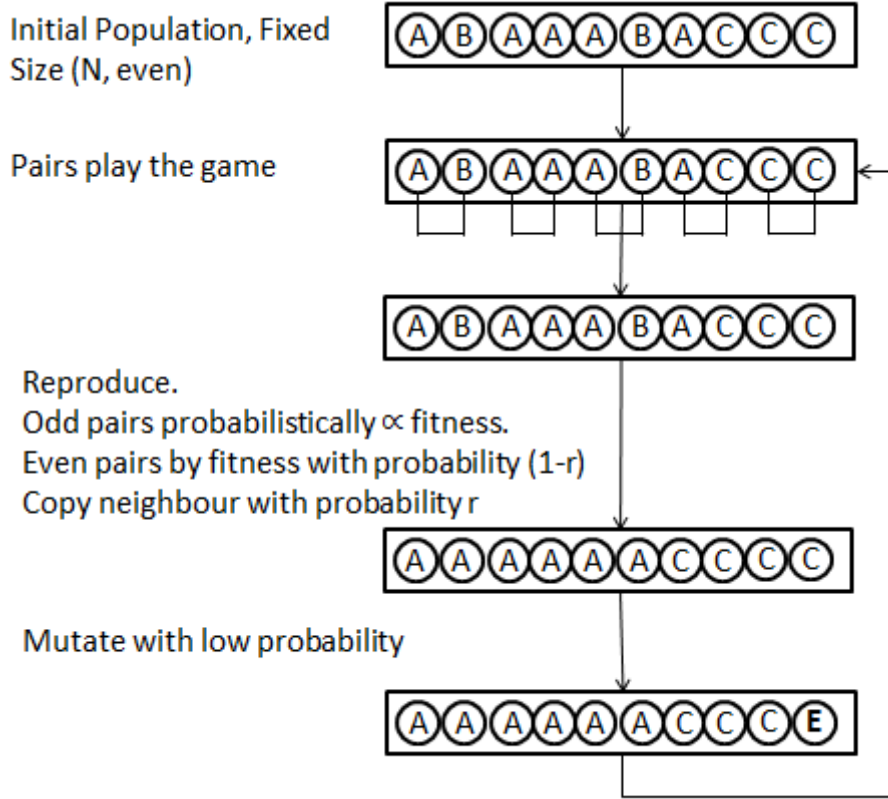 Initial Population, Fixed
Size (N, even)
A B A A A B A C C C
Pairs play the game
A B A A A B A C C C
A B A A A B A C C C
Reproduce.
Odd pairs probabilistically ∝ fitness.
Even pairs by fitness with probability (1-r)
Copy neighbour with probability r
A A A A A A C C C C
Mutate with low probability
A A A A A A C C C E